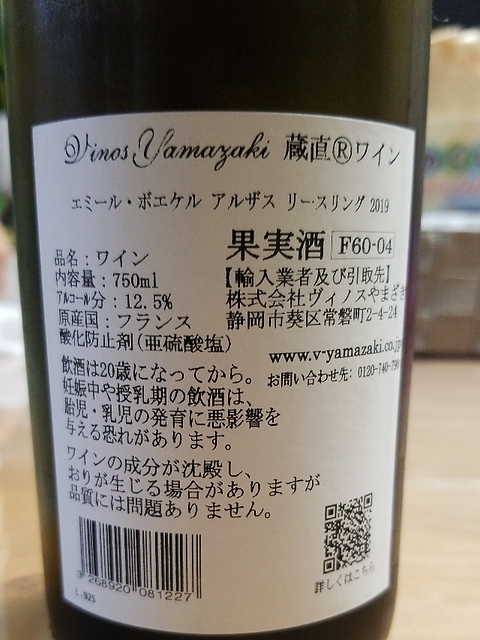 Vinos Yamazaki 蔵直Ⓡワイン
エミール・ボエケル アルザス リースリング 2019
果実酒 F60-04
品名：ワイン
内容量：750ml
アルコール分：12.5%
原産国：フランス
酸化防止剤(亜硫酸塩)
【輸入業者及び引取先】
株式会社ヴィノスやまざき
静岡市葵区常磐町2-4-24
www.v-yamazaki.co.jp
お問い合わせ先: 0120-740-790
飲酒は20歳になってから。
妊娠中や授乳期の飲酒は、
胎児・乳児の発育に悪影響を
与える恐れがあります。
ワインの成分が沈殿し、
おりが生じる場合がありますが
品質には問題ありません。
3 268920 081227
詳しくはこちら